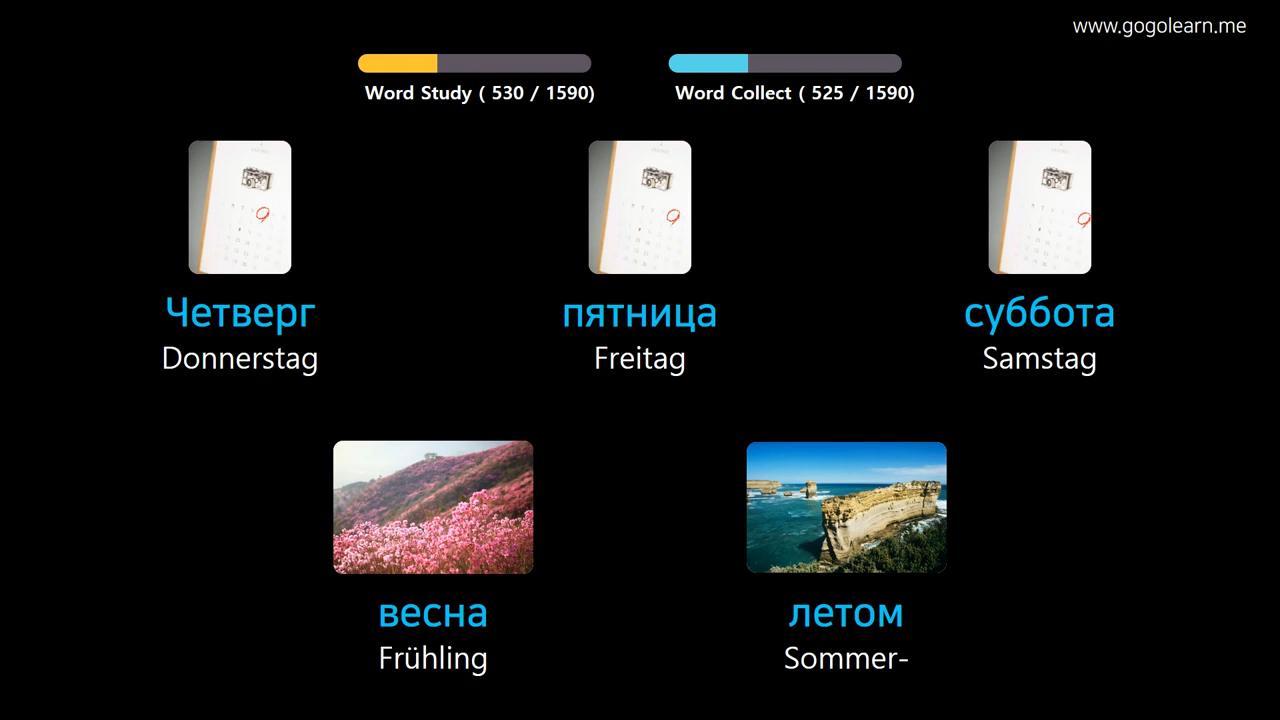 www.gogolearn.me
Word Study ( 530 / 1590)
Word Collect ( 525 / 1590)
Четверг
Donnerstag
пятница
Freitag
суббота
Samstag
весна
Frühling
летом
Sommer-